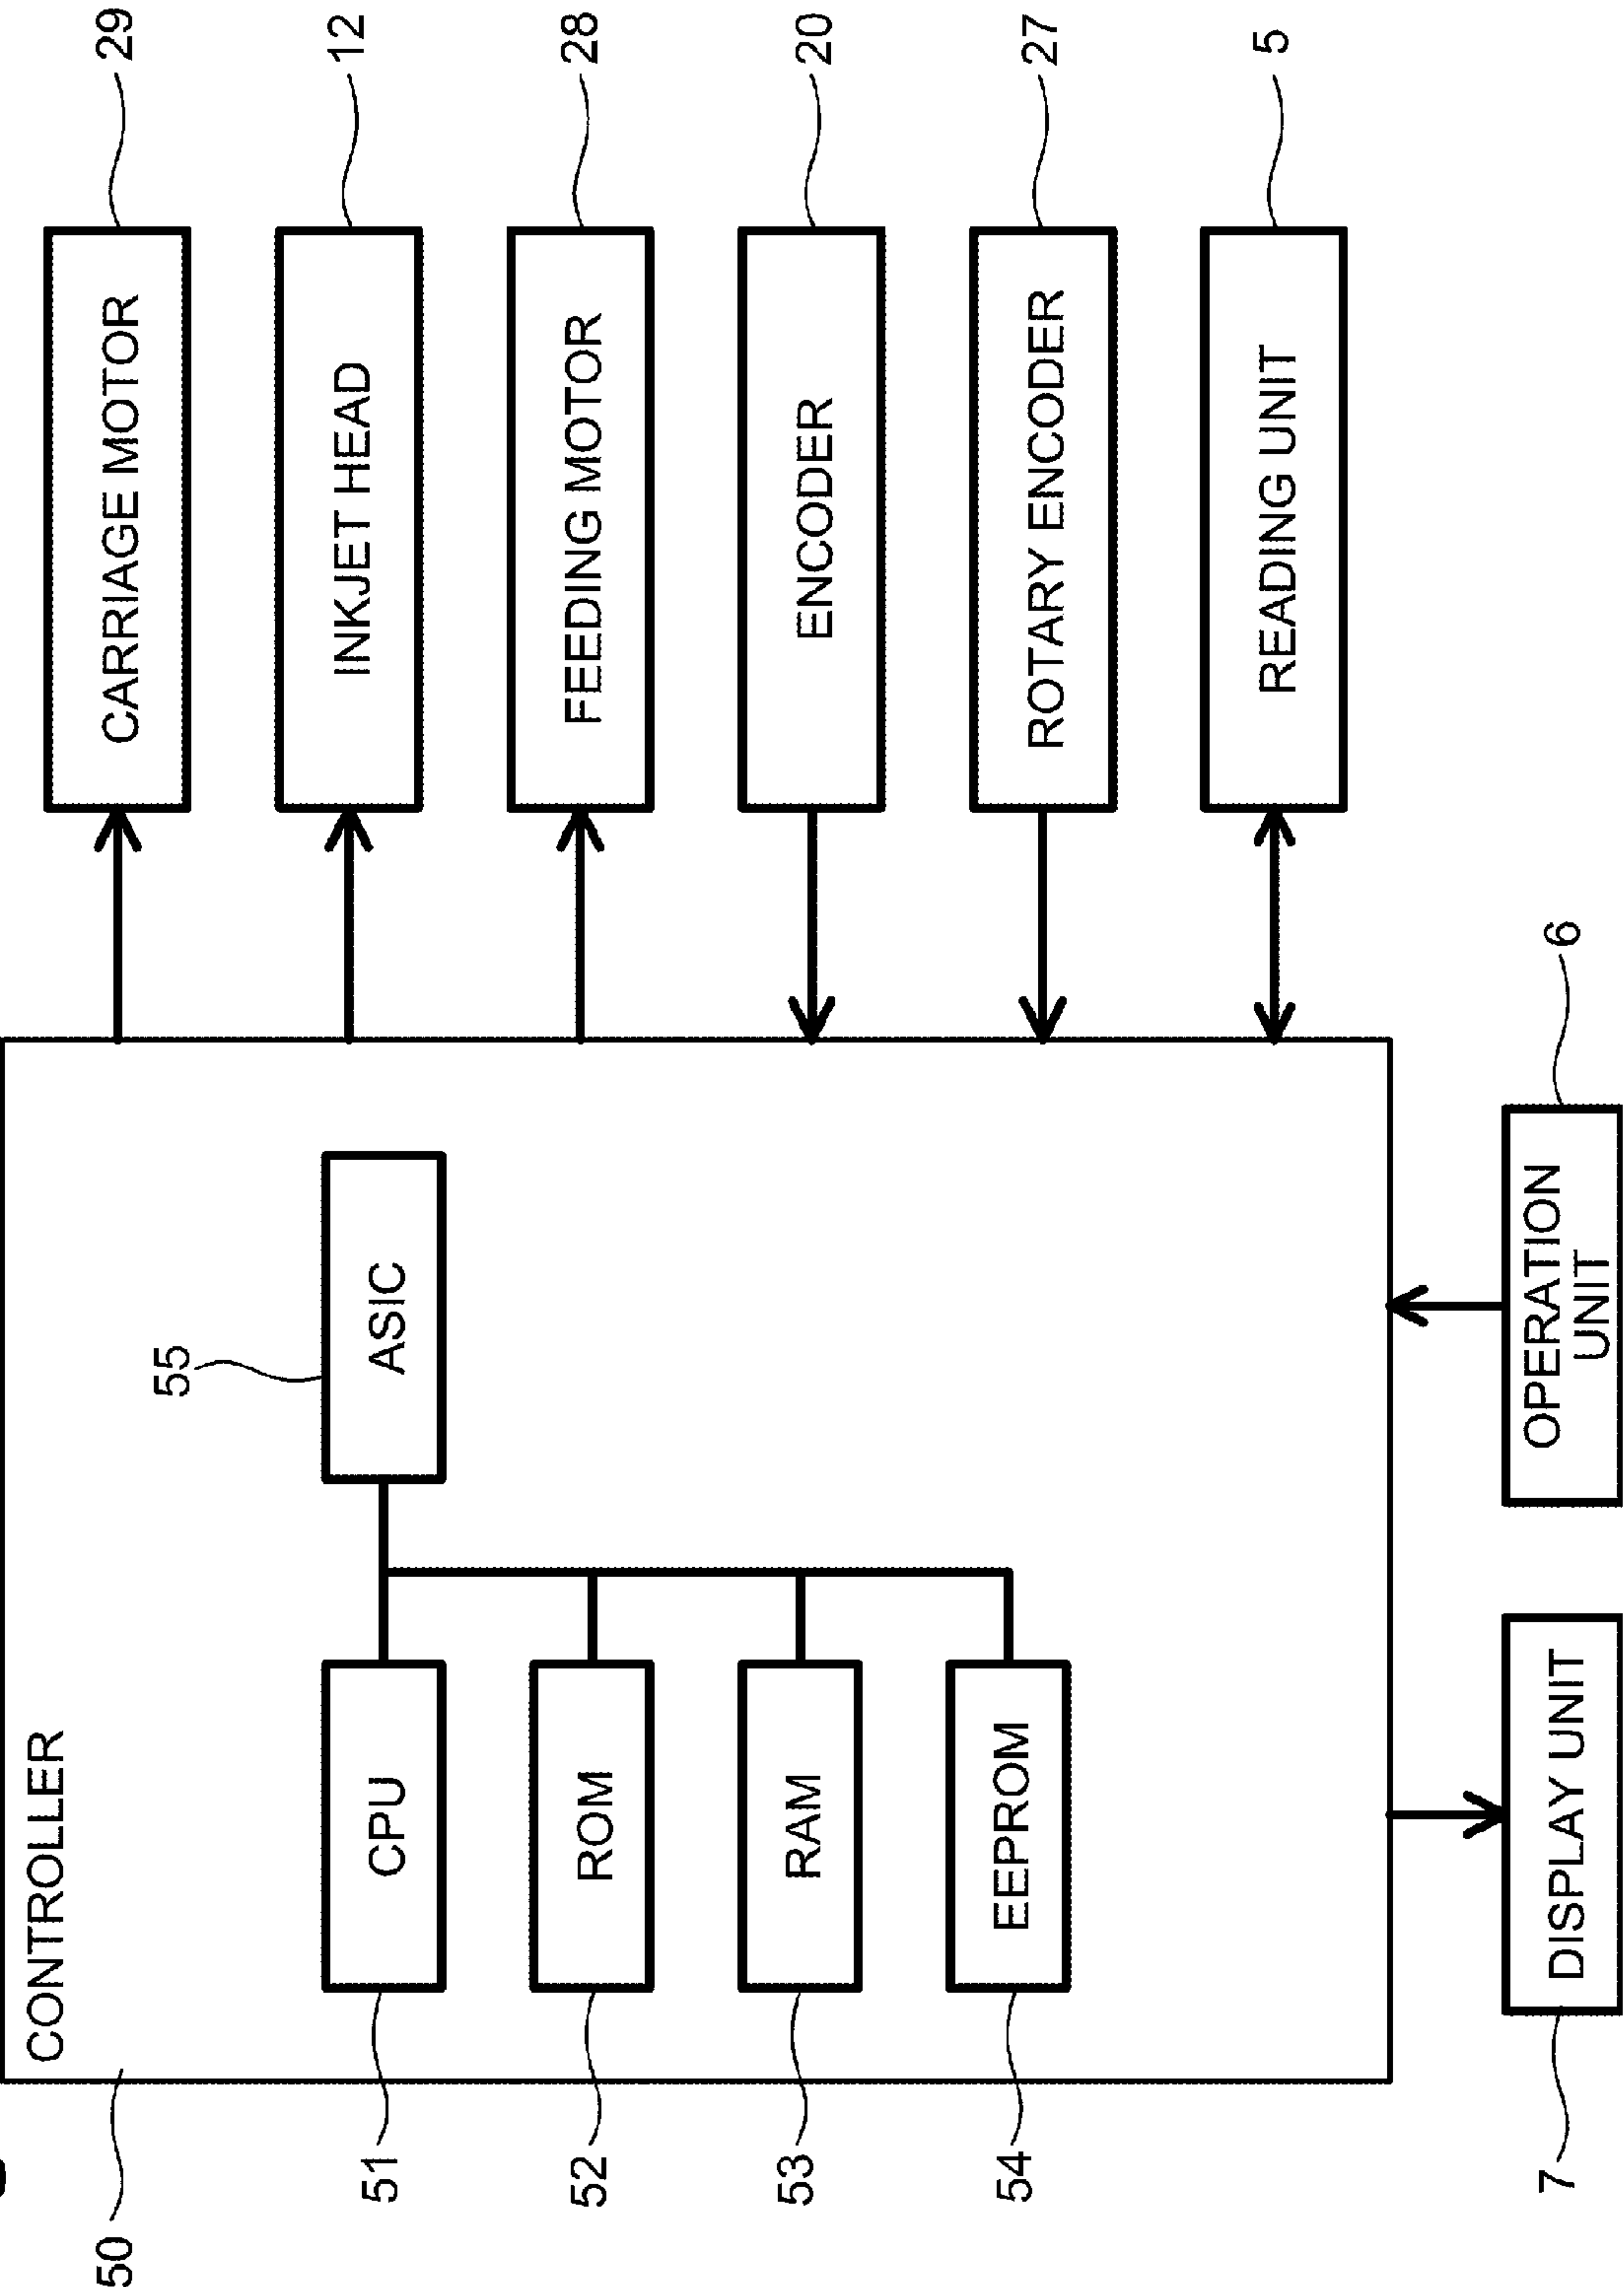 50
CONTROLLER
51
CPU
52
ROM
53
RAM
54
EEPROM
55
ASIC
CARRIAGE MOTOR
29
INKJET HEAD
12
FEEDING MOTOR
28
ENCODER
20
ROTARY ENCODER
27
READING UNIT
5
7
DISPLAY UNIT
OPERATION
UNIT
6